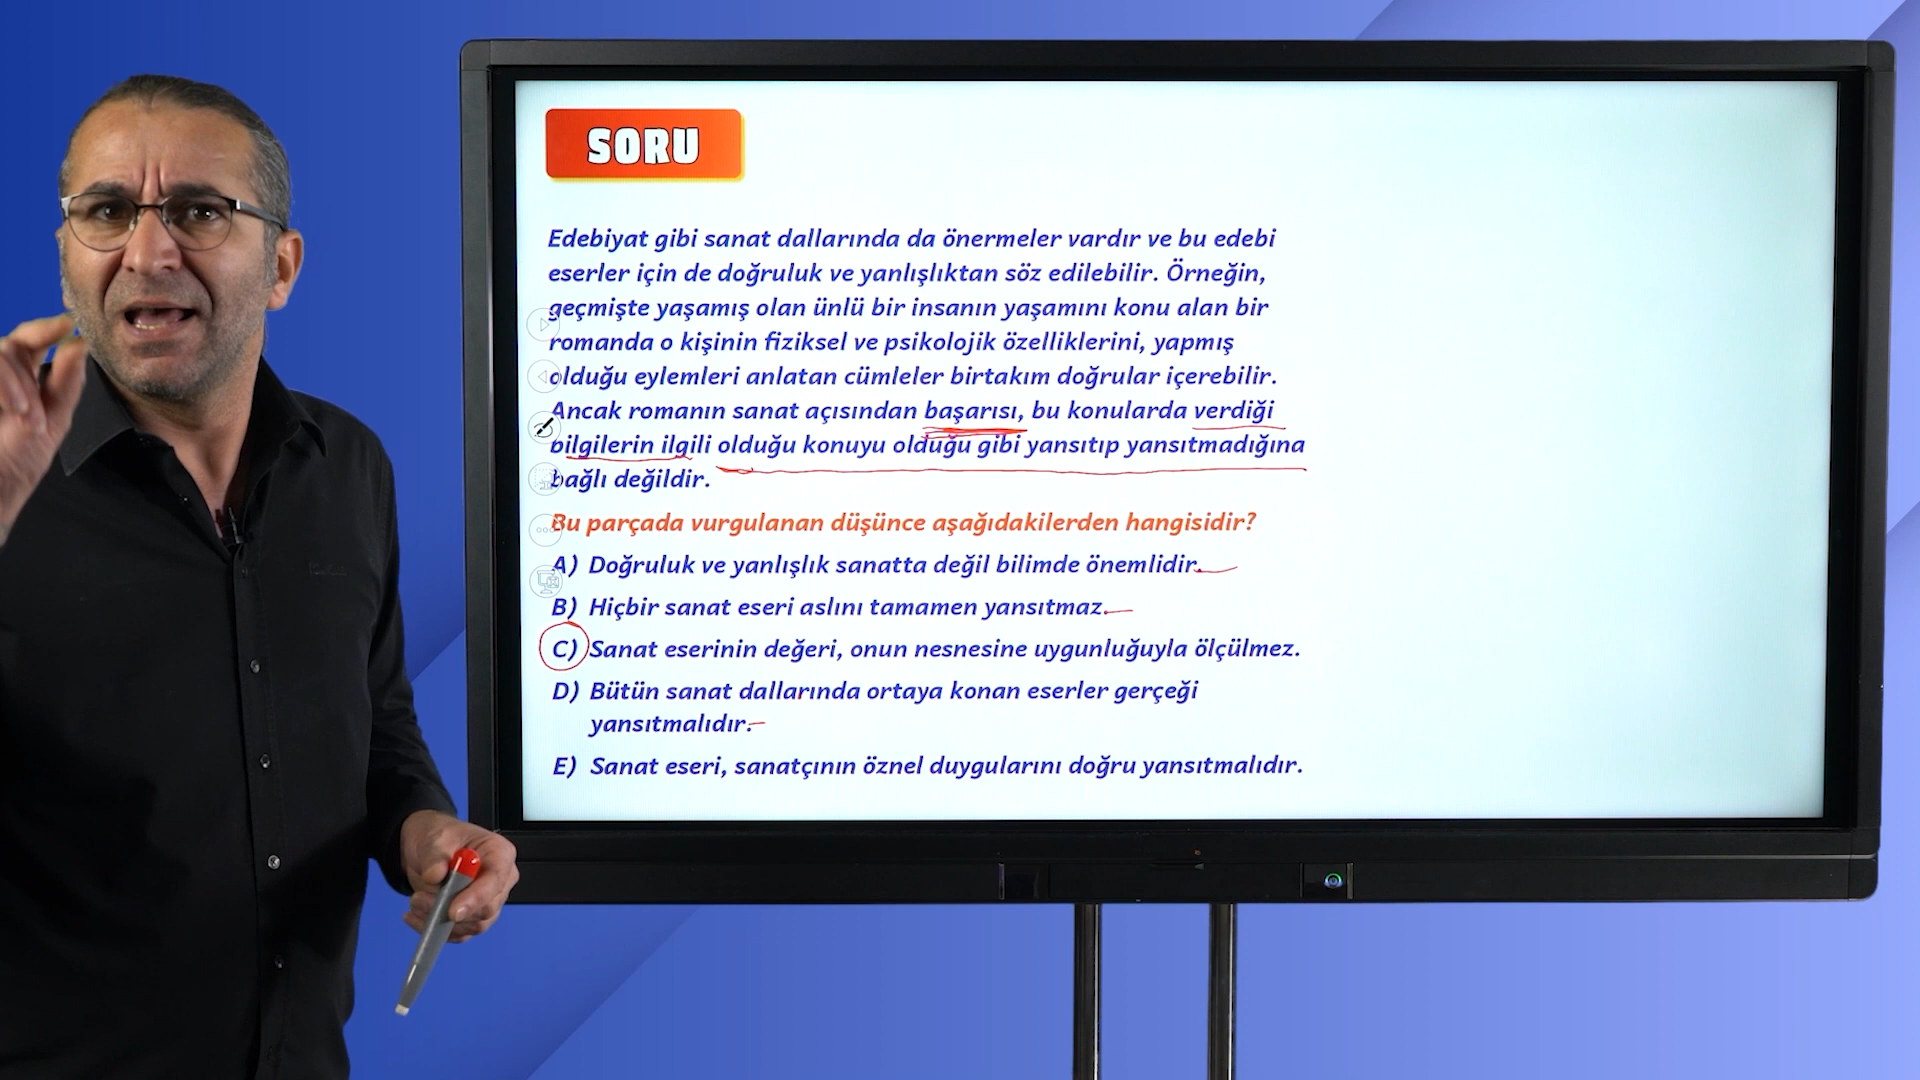 SORU
Edebiyat gibi sanat dallarında da önermeler vardır ve bu edebi
eserler için de doğruluk ve yanlışlıktan söz edilebilir. Örneğin,
geçmişte yaşamış olan ünlü bir insanın yaşamını konu alan bir
romanda o kişinin fiziksel ve psikolojik özelliklerini, yapmış
olduğu eylemleri anlatan cümleler birtakım doğrular içerebilir.
Ancak romanın sanat açısından başarısı, bu konularda verdiği
bilgilerin ilgili olduğu konuyu olduğu gibi yansıtıp yansıtmadığına
bağlı değildir.
Bu parçada vurgulanan düşünce aşağıdakilerden hangisidir?
A) Doğruluk ve yanlışlık sanatta değil bilimde önemlidir.
B) Hiçbir sanat eseri aslını tamamen yansıtmaz.
C) Sanat eserinin değeri, onun nesnesine uygunluğuyla ölçülmez.
D) Bütün sanat dallarında ortaya konan eserler gerçeği
yansıtmalıdır.
E) Sanat eseri, sanatçının öznel duygularını doğru yansıtmalıdır.